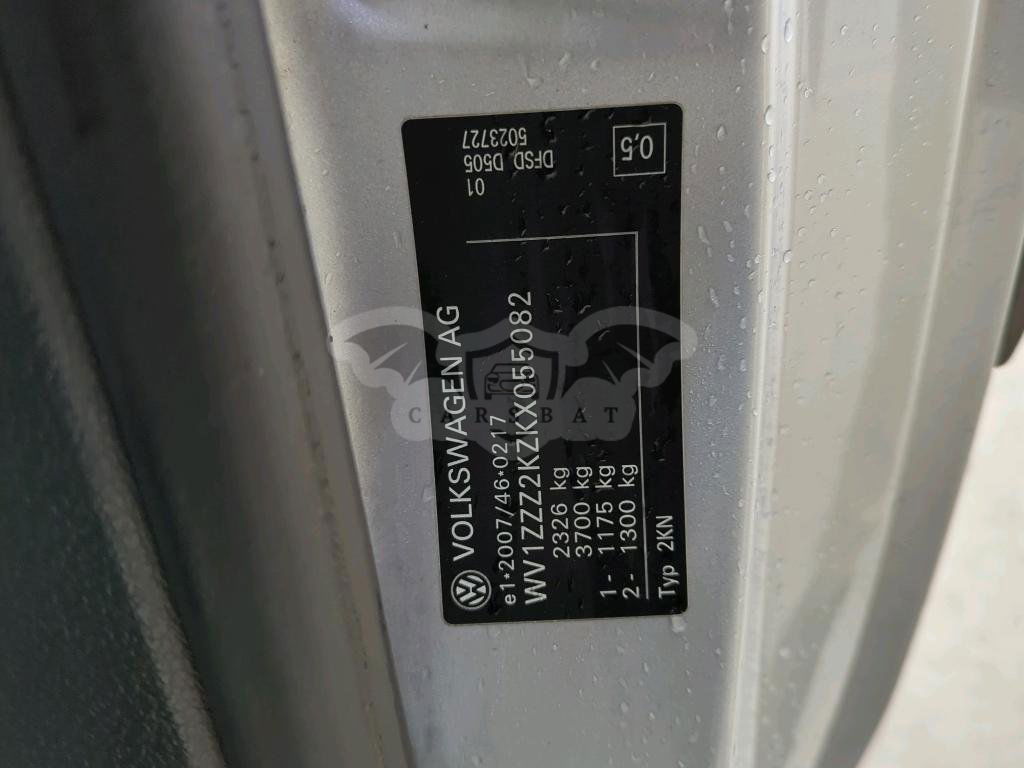 VOLKSWAGEN AG
e1*2007/46*0217
WV1ZZZ2KZKX055082
2326 kg
3700 kg
1- 1175 kg
2- 1300 kg
Typ 2KN
01
DFSD D505
5023727
0,5
CARSBAT